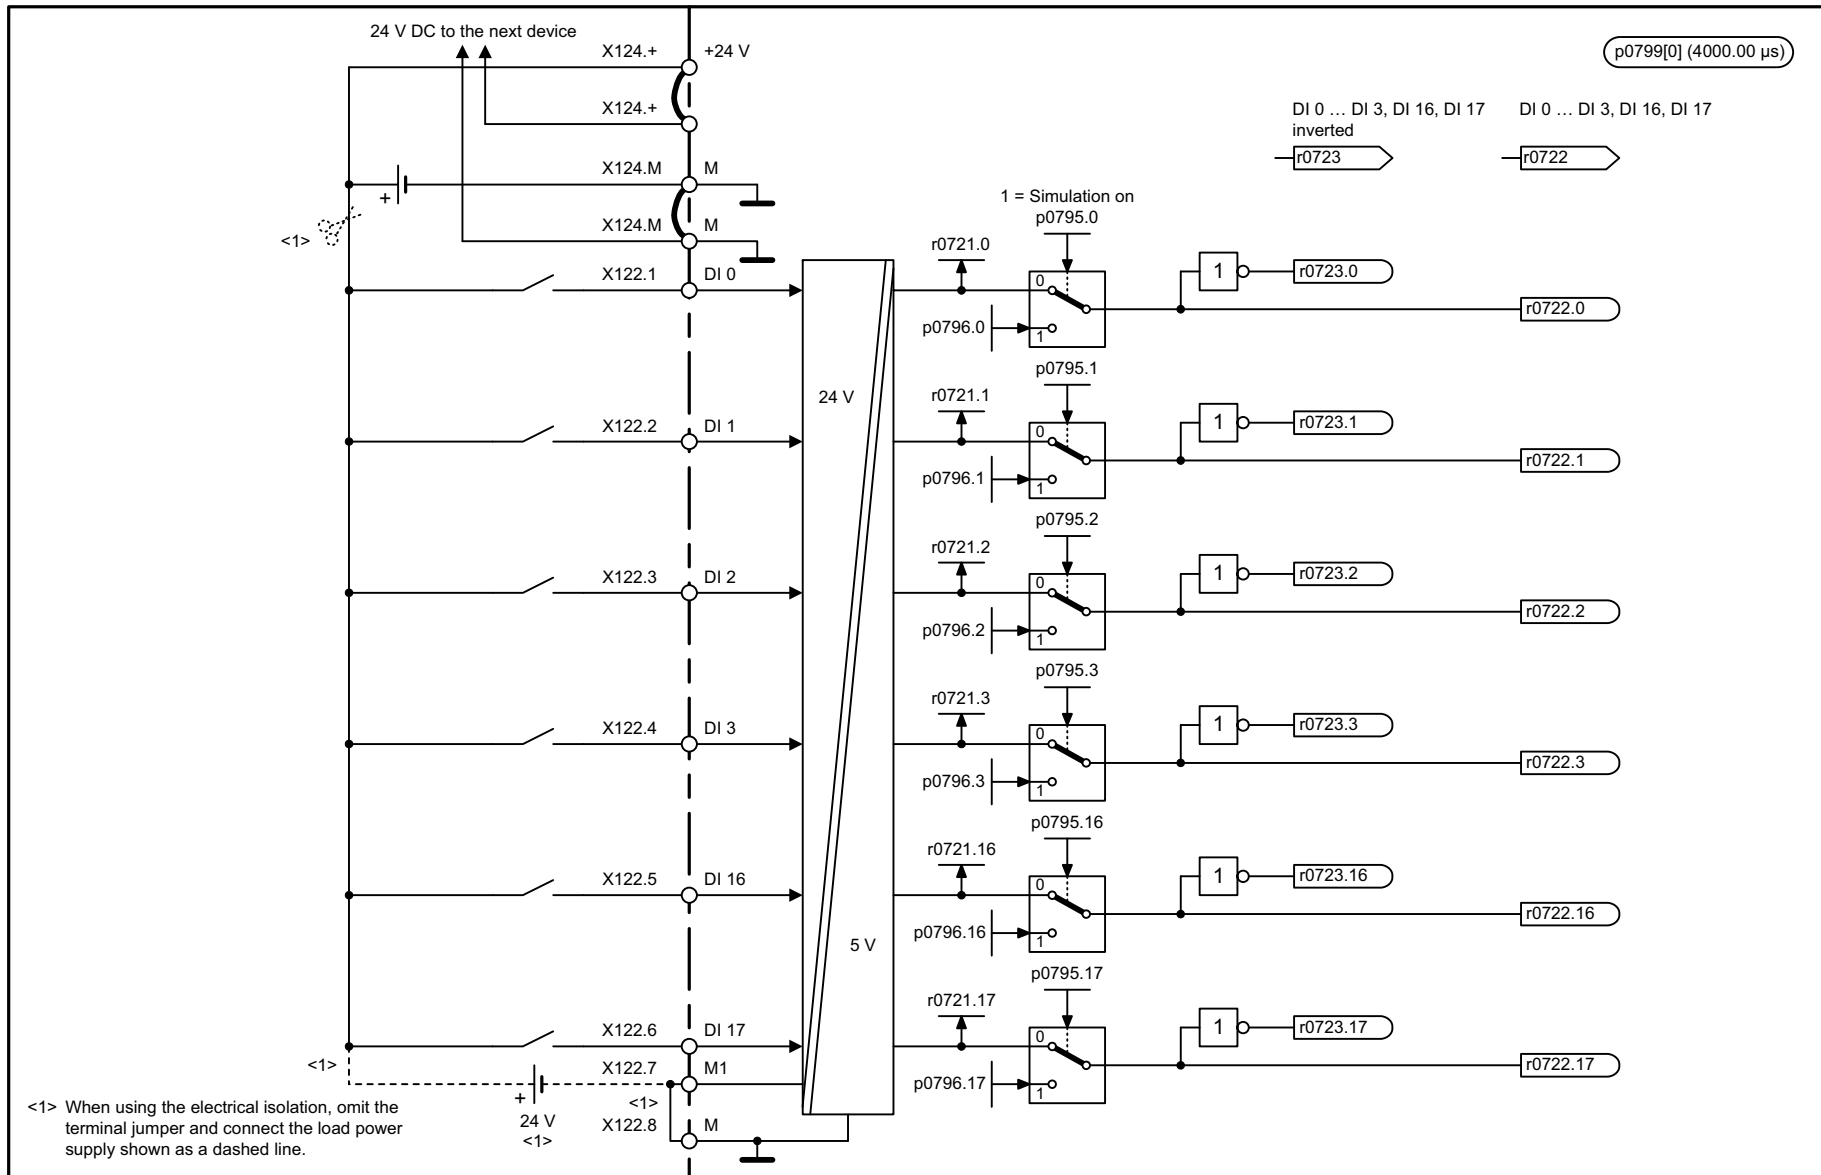 24 V DC to the next device
X124.+ +24 V
p0799[0] (4000.00 µs)
X124.+
DI 0 … DI 3, DI 16, DI 17
inverted
r0723
DI 0 … DI 3, DI 16, DI 17
r0722
X124.M M
+
<1>
X124.M M
1 = Simulation on
p0795.0
X122.1 DI 0
r0721.0
0
p0796.0
1
1
r0723.0
r0722.0
24 V
p0795.1
X122.2 DI 1
r0721.1
0
p0796.1
1
1
r0723.1
r0722.1
p0795.2
X122.3 DI 2
r0721.2
0
p0796.2
1
1
r0723.2
r0722.2
p0795.3
X122.4 DI 3
r0721.3
0
p0796.3
1
1
r0723.3
r0722.3
p0795.16
X122.5 DI 16
r0721.16
0
p0796.16
1
1
r0723.16
r0722.16
5 V
p0795.17
X122.6 DI 17
r0721.17
0
p0796.17
1
1
r0723.17
r0722.17
<1>
X122.7 M1
+
24 V
<1>
<1>
X122.8 M
<1> When using the electrical isolation, omit the
terminal jumper and connect the load power
supply shown as a dashed line.